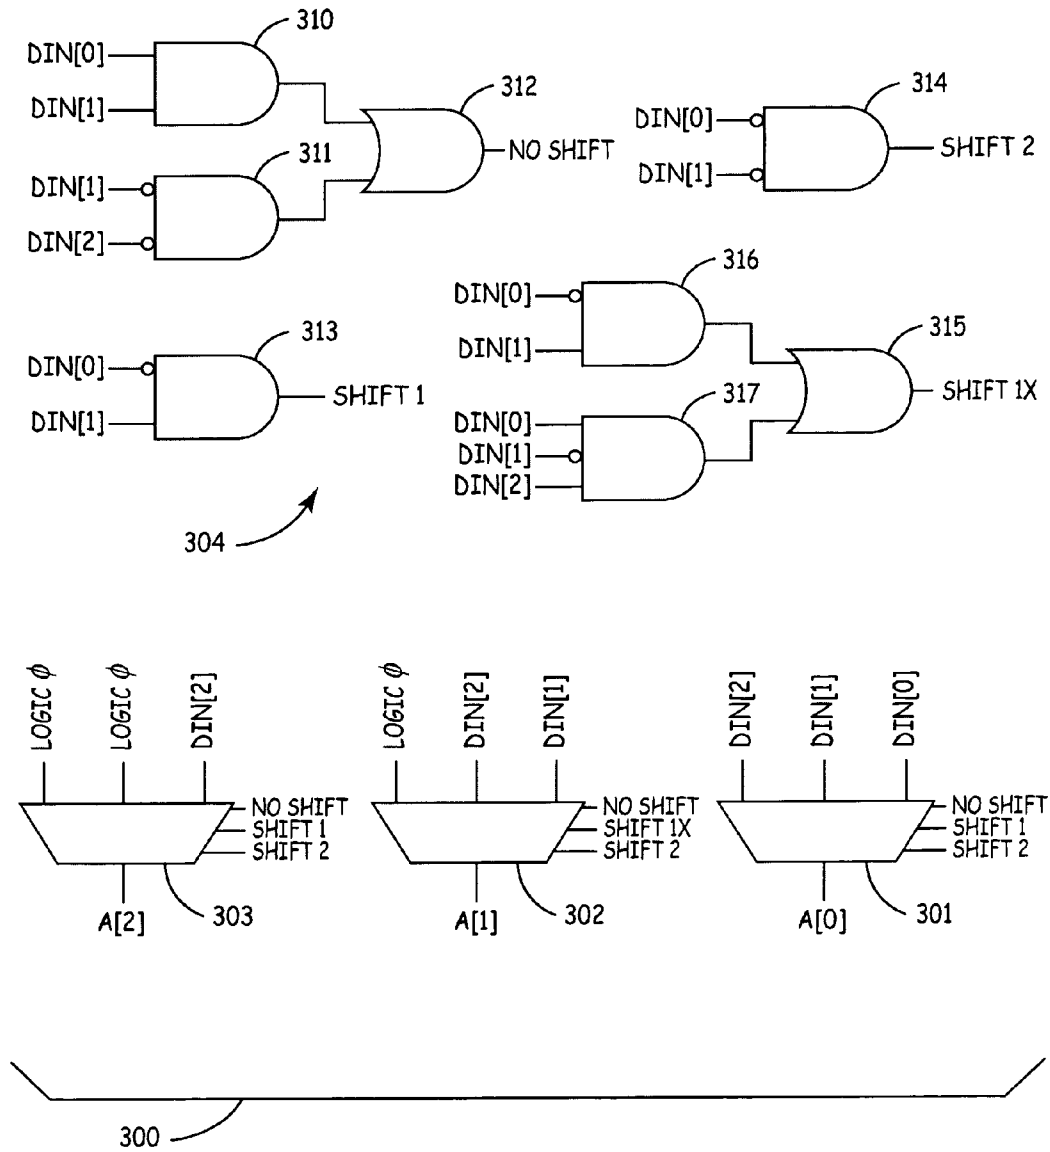 310
DIN[0]
DIN[1]
312
NO SHIFT
311
DIN[1]
DIN[2]
314
DIN[0]
DIN[1]
SHIFT 2
313
DIN[0]
DIN[1]
SHIFT 1
316
DIN[0]
DIN[1]
315
SHIFT 1X
317
DIN[0]
DIN[1]
DIN[2]
304
LOGIC ϕ
LOGIC ϕ
DIN[2]
NO SHIFT
SHIFT 1
SHIFT 2
A[2]
303
LOGIC ϕ
DIN[2]
DIN[1]
NO SHIFT
SHIFT 1X
SHIFT 2
A[1]
302
DIN[2]
DIN[1]
DIN[0]
NO SHIFT
SHIFT 1
SHIFT 2
A[0]
301
300